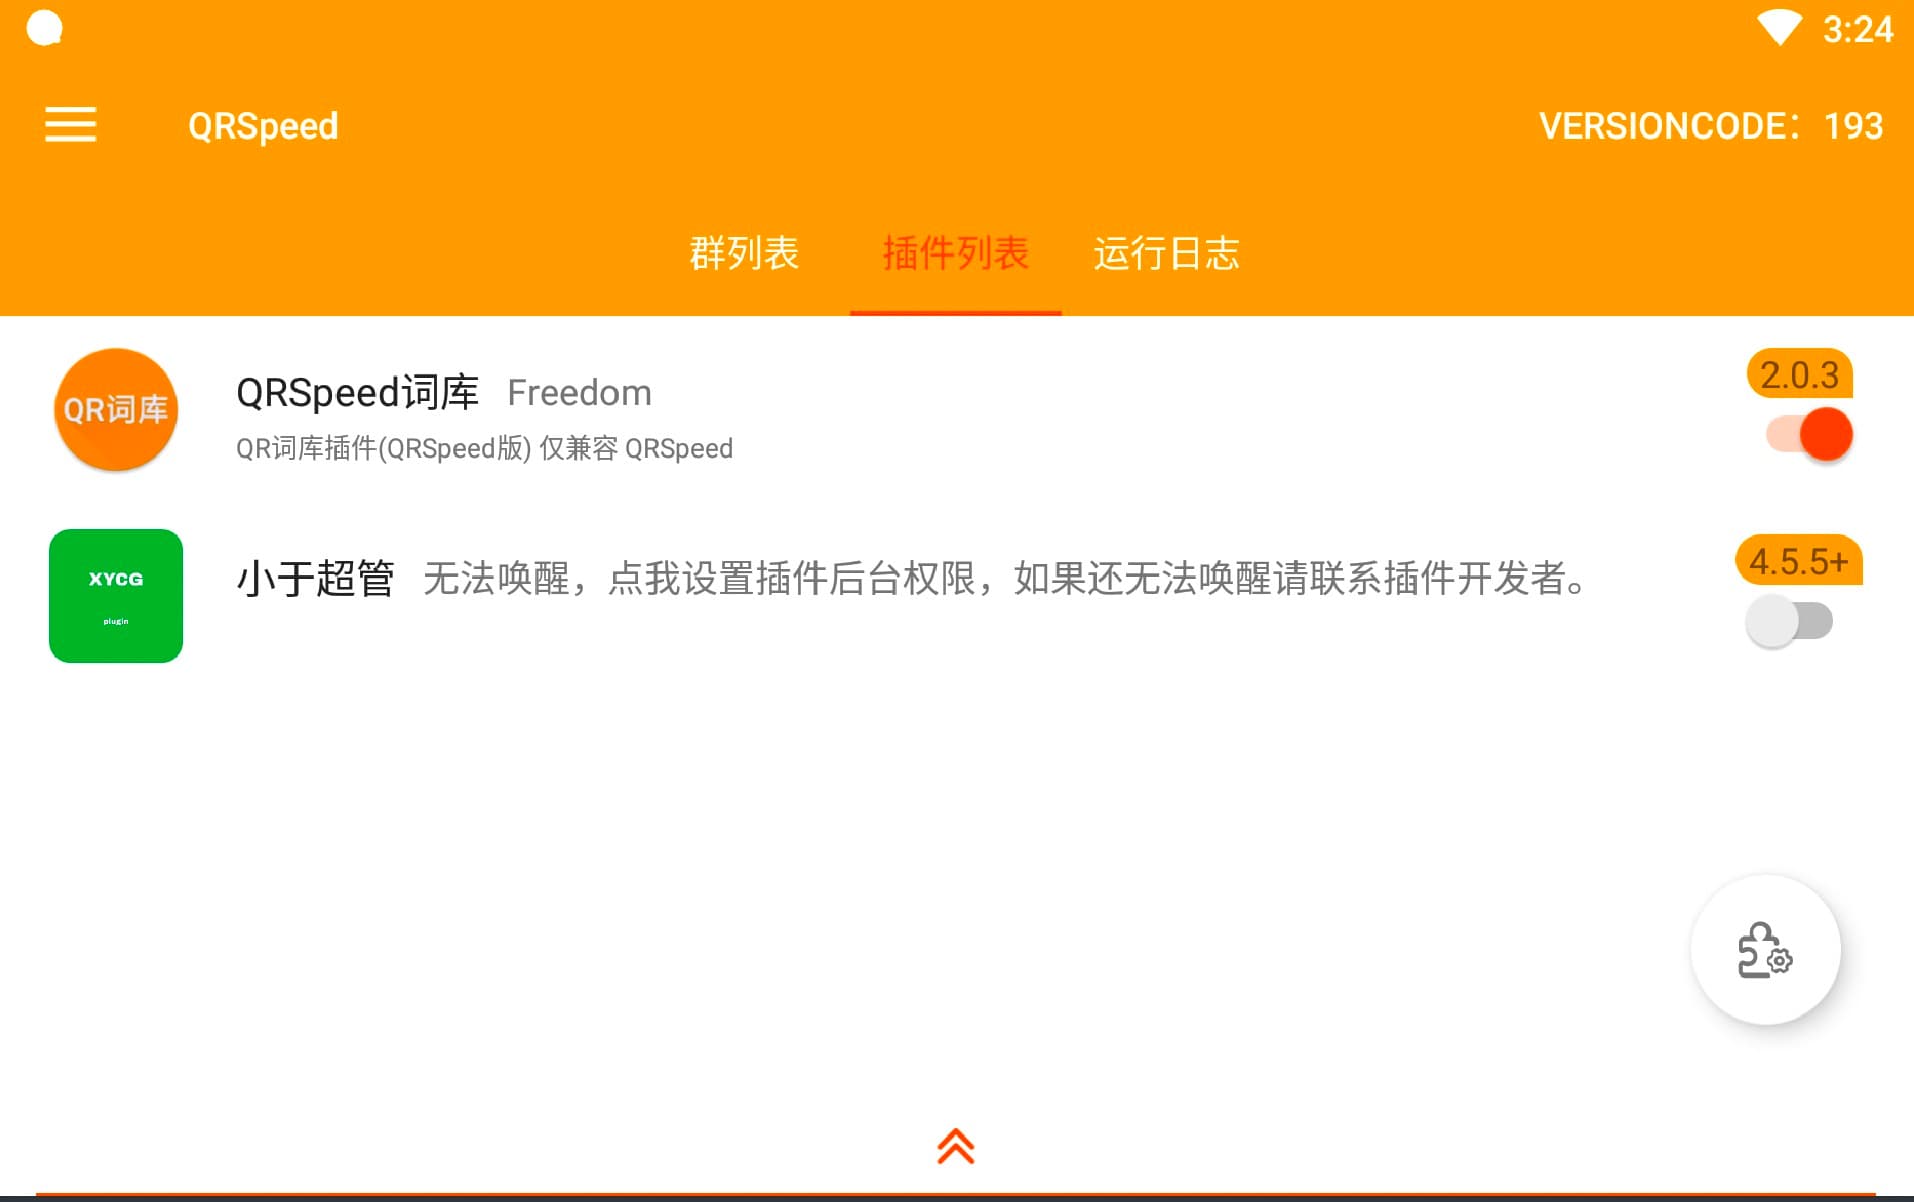 3:24
QRSpeed
VERSIONCODE：193
群列表
插件列表
运行日志
QR词库
QRSpeed词库 Freedom
QR词库插件(QRSpeed版) 仅兼容 QRSpeed
2.0.3
XYCG
plugin
小于超管 无法唤醒，点我设置插件后台权限，如果还无法唤醒请联系插件开发者。
4.5.5+